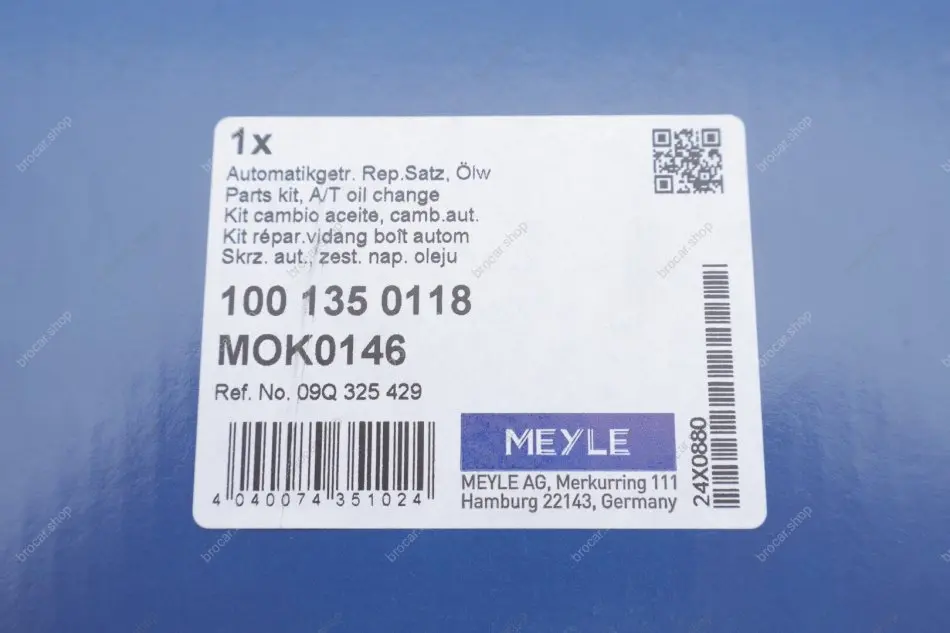 1x
Automatikgetr. Rep.Satz, Ölw
Parts kit, A/T oil change
Kit cambio aceite, camb.aut.
Kit répar.vidang boît autom
Skrz. aut., zest. nap. oleju
100 135 0118
MOK0146
Ref. No. 09Q 325 429
4 040074 351024
MEYLE
MEYLE AG, Merkurring 111
Hamburg 22143, Germany
24X0880
brocar.shop